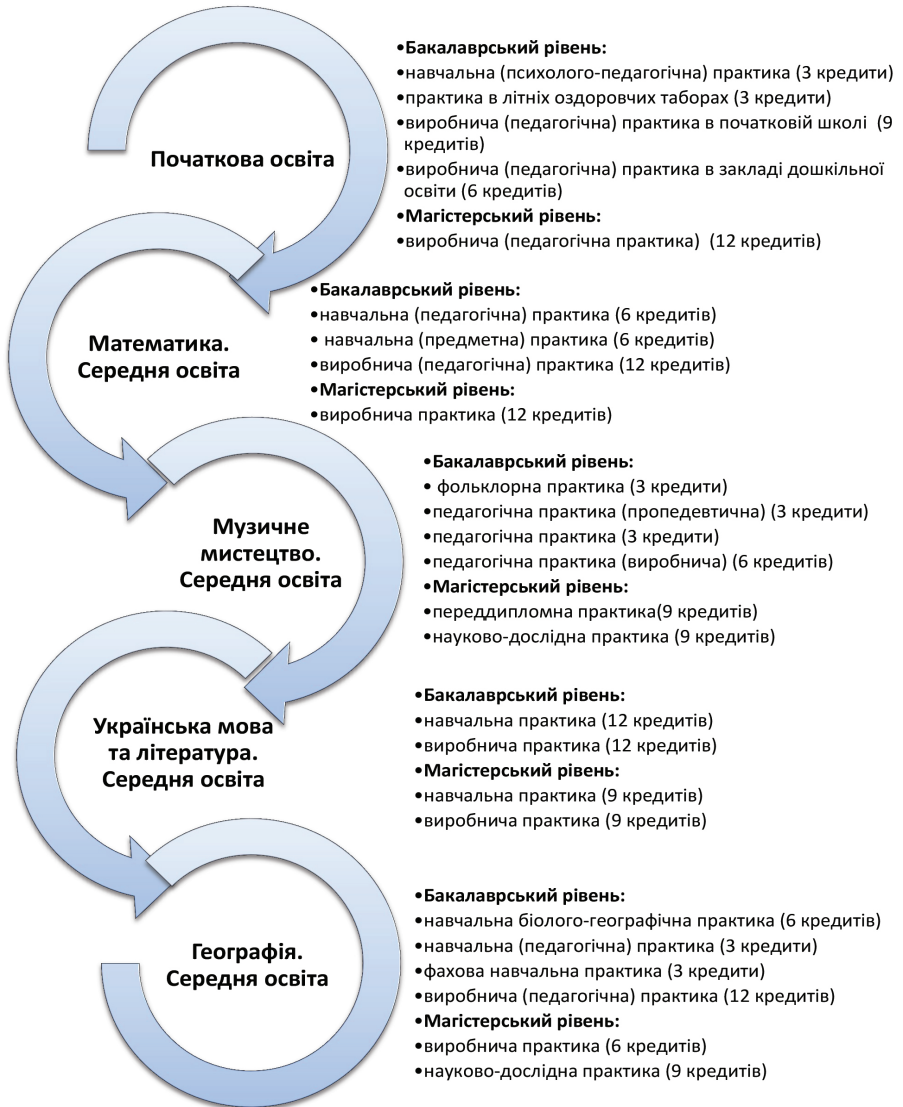 •Бакалаврський рівень:
•навчальна (психолого-педагогічна) практика (3 кредити)
•практика в літніх оздоровчих таборах (3 кредити)
•виробнича (педагогічна) практика в початковій школі (9
кредитів)
•виробнича (педагогічна) практика в закладі дошкільної
освіти (6 кредитів)
•Магістерський рівень:
•виробнича (педагогічна практика) (12 кредитів)
Початкова освіта
•Бакалаврський рівень:
•навчальна (педагогічна) практика (6 кредитів)
• навчальна (предметна) практика (6 кредитів)
•виробнича (педагогічна) практика (12 кредитів)
•Магістерський рівень:
•виробнича практика (12 кредитів)
Математика.
Середня освіта
•Бакалаврський рівень:
• фольклорна практика (3 кредити)
•педагогічна практика (пропедевтична) (3 кредити)
•педагогічна практика (3 кредити)
•педагогічна практика (виробнича) (6 кредитів)
•Магістерський рівень:
•переддипломна практика(9 кредитів)
•науково-дослідна практика (9 кредитів)
Музичне
мистецтво.
Середня освіта
•Бакалаврський рівень:
•навчальна практика (12 кредитів)
•виробнича практика (12 кредитів)
•Магістерський рівень:
•навчальна практика (9 кредитів)
•виробнича практика (9 кредитів)
Українська мова
та література.
Середня освіта
•Бакалаврський рівень:
•навчальна біолого-географічна практика (6 кредитів)
•навчальна (педагогічна) практика (3 кредити)
•фахова навчальна практика (3 кредити)
•виробнича (педагогічна) практика (12 кредитів)
•Магістерський рівень:
•виробнича практика (6 кредитів)
•науково-дослідна практика (9 кредитів)
Географія.
Середня освіта